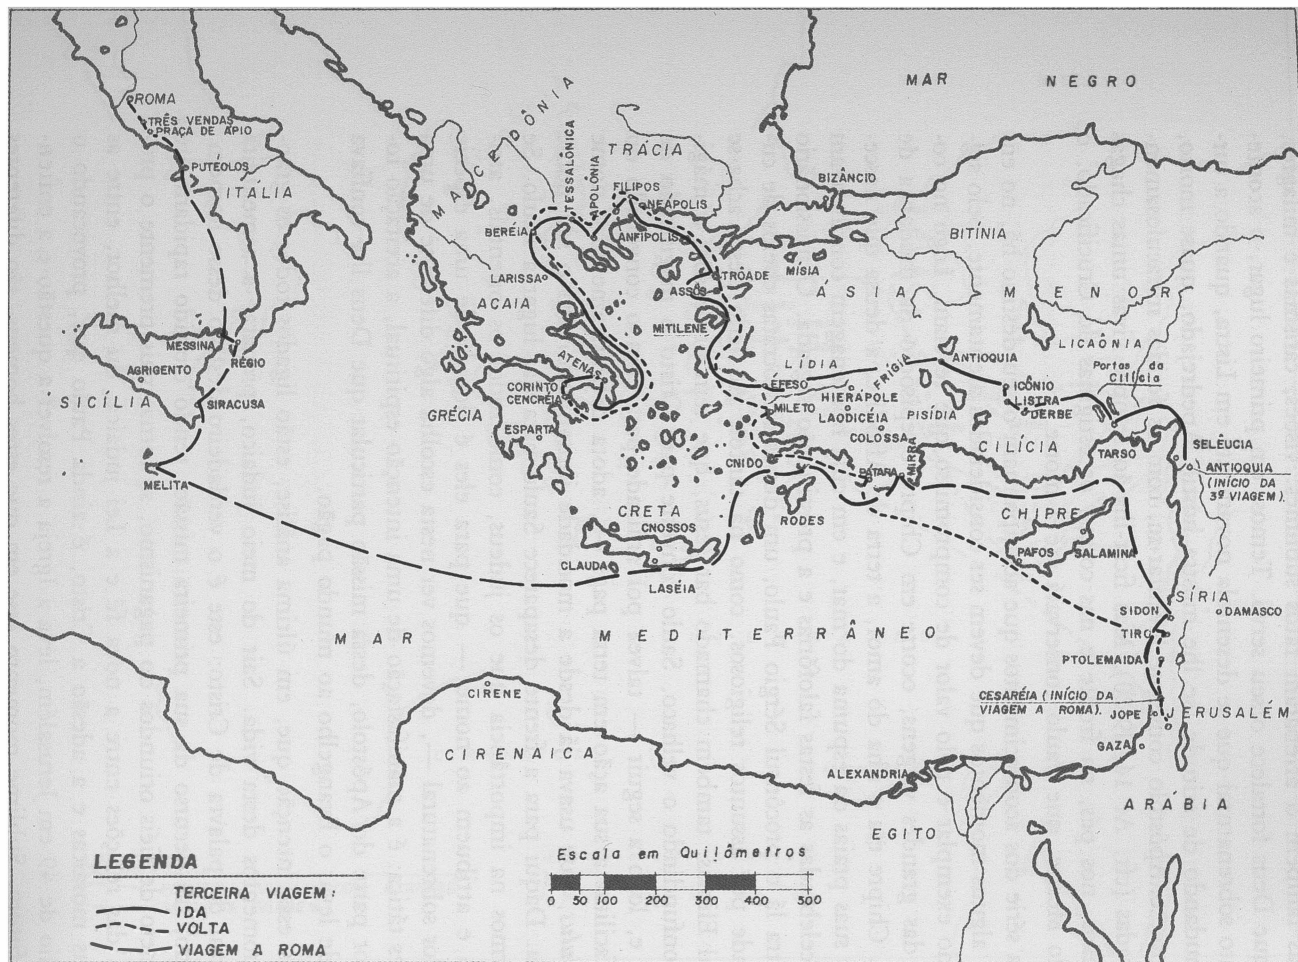 MAR NEGRO
ROMA
TRÊS VENDAS
PRAÇA DE ÁPIO
PUTÉOLOS
ITÁLIA
MACEDÔNIA
TESSALÔNICA
APOLÔNIA
TRÁCIA
FILIPOS
NEÁPOLIS
ANFÍPOLIS
BIZÂNCIO
BERÉIA
BITÍNIA
LARISSA
TRÔADE
MÍSIA
ASSÔS
ÁSIA MENOR
ACAIA
MITILENE
MESSINA
RÉGIO
AGRIGENTO
SICÍLIA
SIRACUSA
ATENAS
CORINTO
CENCRÉIA
GRÉCIA
ESPARTA
LÍDIA
FRÍGIA
ANTIOQUIA
LICAÔNIA
Portas da
Cilícia
ÉFESO
HIERÁPOLE
ICÔNIO
LISTRA
DERBE
MILETO
LAODICÉIA
PISÍDIA
COLOSSA
CILÍCIA
TARSO
SELÊUCIA
CNIDO
PÁTARA
MIRRA
ANTIOQUIA
(INÍCIO DA
3ª VIAGEM).
MELITA
CRETA
CNOSSOS
RODES
CHIPRE
PAFOS
SALAMINA
CLAUDA
LASÉIA
SÍRIA
SIDON
DAMASCO
TIRO
MAR MEDITERRÂNEO
PTOLEMAIDA
CIRENE
CESARÉIA (INÍCIO DA
VIAGEM A ROMA).
JOPE
JERUSALÉM
GAZA
CIRENAICA
ALEXANDRIA
ARÁBIA
EGITO
LEGENDA
TERCEIRA VIAGEM:
IDA
VOLTA
VIAGEM A ROMA
Escala em Quilômetros
0 50 100 200 300 400 500